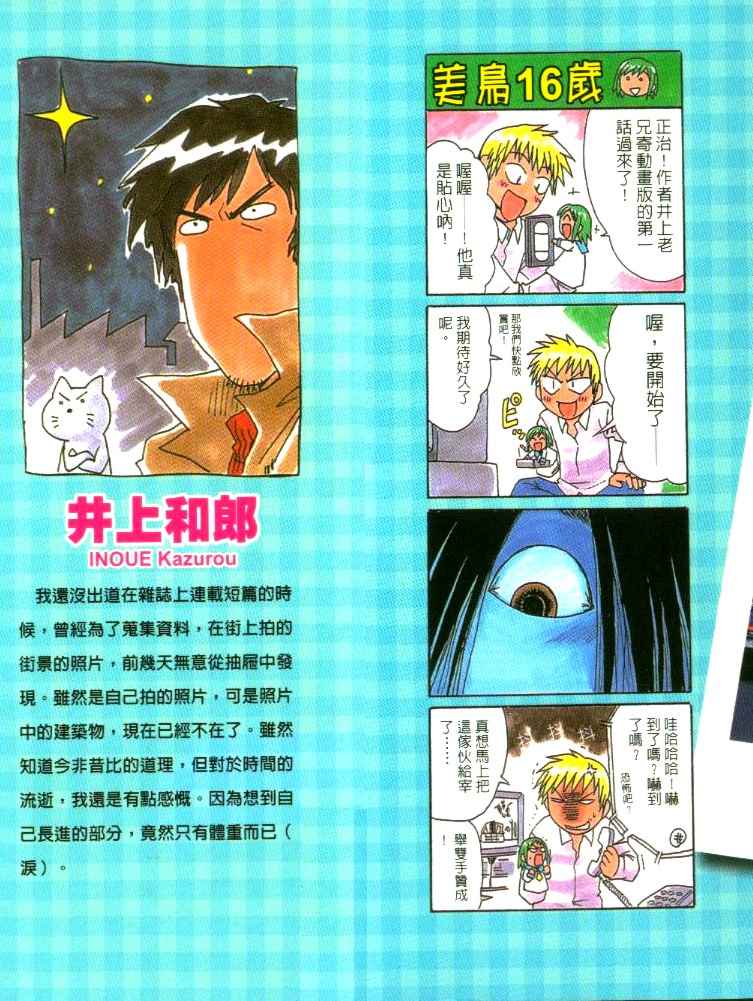 井上和郎
INOUE Kazurou
我還沒出道在雜誌上連載短篇的時
候，曾經為了蒐集資料，在街上拍的
街景的照片，前幾天無意從抽屜中發
現。雖然是自己拍的照片，可是照片
中的建築物，現在已經不在了。雖然
知道今非昔比的道理，但對於時間的
流逝，我還是有點感慨。因為想到自
己長進的部分，竟然只有體重而已（
淚）。
美鳥16歲
正治！作者井上老
兄寄動畫版的第一
話過來了！
喔喔——！他真
是貼心吶！
喔，要開始了——
那我們快點放
篇吧！
我期待好久了
呢。
ピッ
哇哈哈哈！嚇
到了嗎？嚇到
了嗎？
恐怖吧？
真想馬上把
這傢伙給宰
了……
舉雙手贊成
！